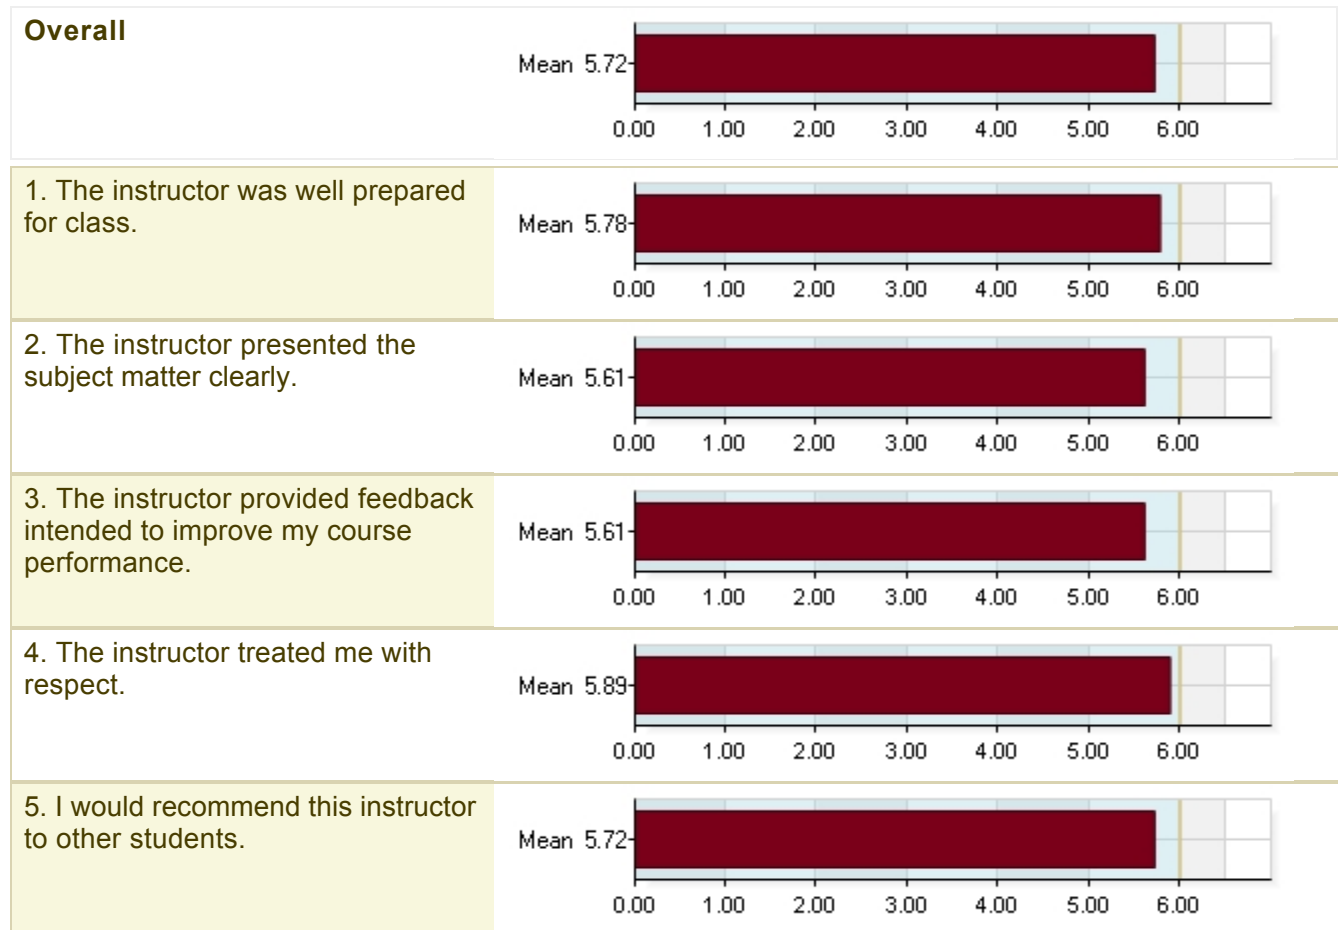 Overall
Mean 5.72
0.00 1.00 2.00 3.00 4.00 5.00 6.00
1. The instructor was well prepared
for class.
Mean 5.78
0.00 1.00 2.00 3.00 4.00 5.00 6.00
2. The instructor presented the
subject matter clearly.
Mean 5.61
0.00 1.00 2.00 3.00 4.00 5.00 6.00
3. The instructor provided feedback
intended to improve my course
performance.
Mean 5.61
0.00 1.00 2.00 3.00 4.00 5.00 6.00
4. The instructor treated me with
respect.
Mean 5.89
0.00 1.00 2.00 3.00 4.00 5.00 6.00
5. I would recommend this instructor
to other students.
Mean 5.72
0.00 1.00 2.00 3.00 4.00 5.00 6.00